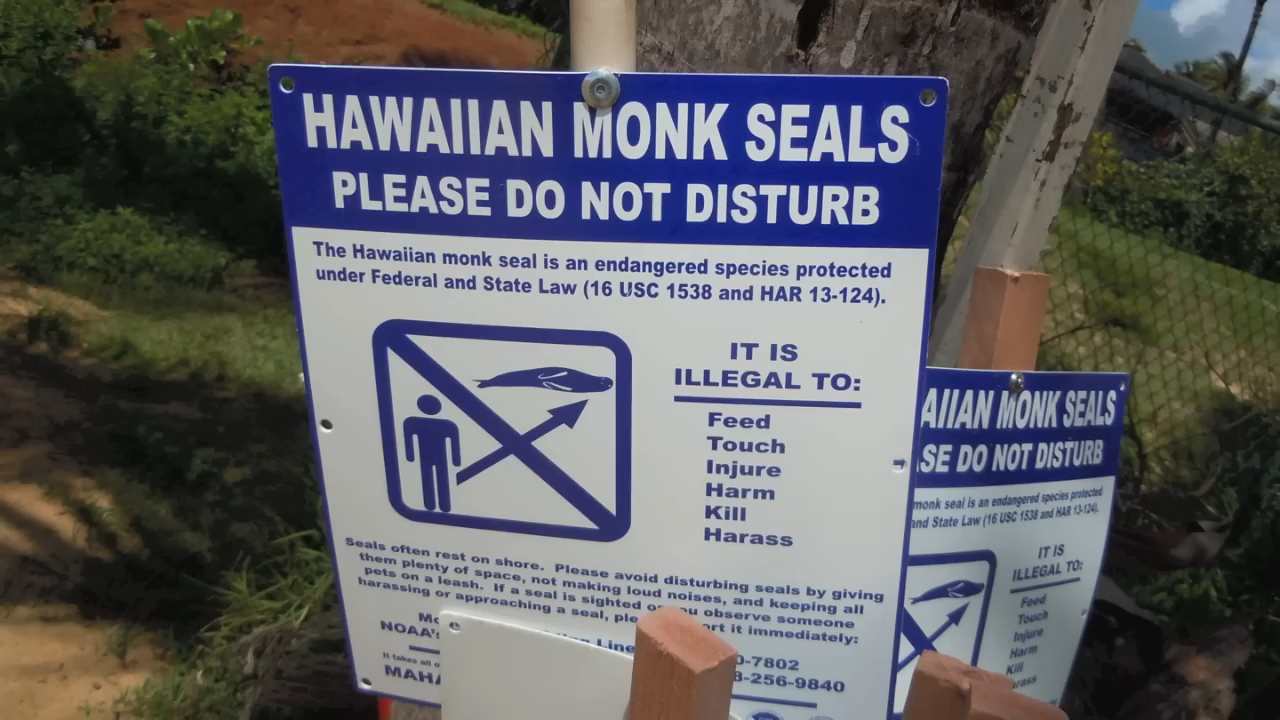 HAWAIIAN MONK SEALS
PLEASE DO NOT DISTURB
The Hawaiian monk seal is an endangered species protected
under Federal and State Law (16 USC 1538 and HAR 13-124).
IT IS
ILLEGAL TO:
Feed
Touch
Injure
Harm
Kill
Harass
Seals often rest on shore. Please avoid disturbing seals by giving
them plenty of space, not making loud noises, and keeping all
pets on a leash. If a seal is sighted you observe someone
harassing or approaching a seal, it immediately:
Line
NOAA's
-7802
-256-9840
It takes all
AIIAN MONK SEALS
SE DO NOT DISTURB
monk seal is an endangered species protected
and State Law (16 USC 1538 and HAR 13-124).
IT IS
ILLEGAL TO:
Feed
Touch
Injure
Harm
Kill
arass